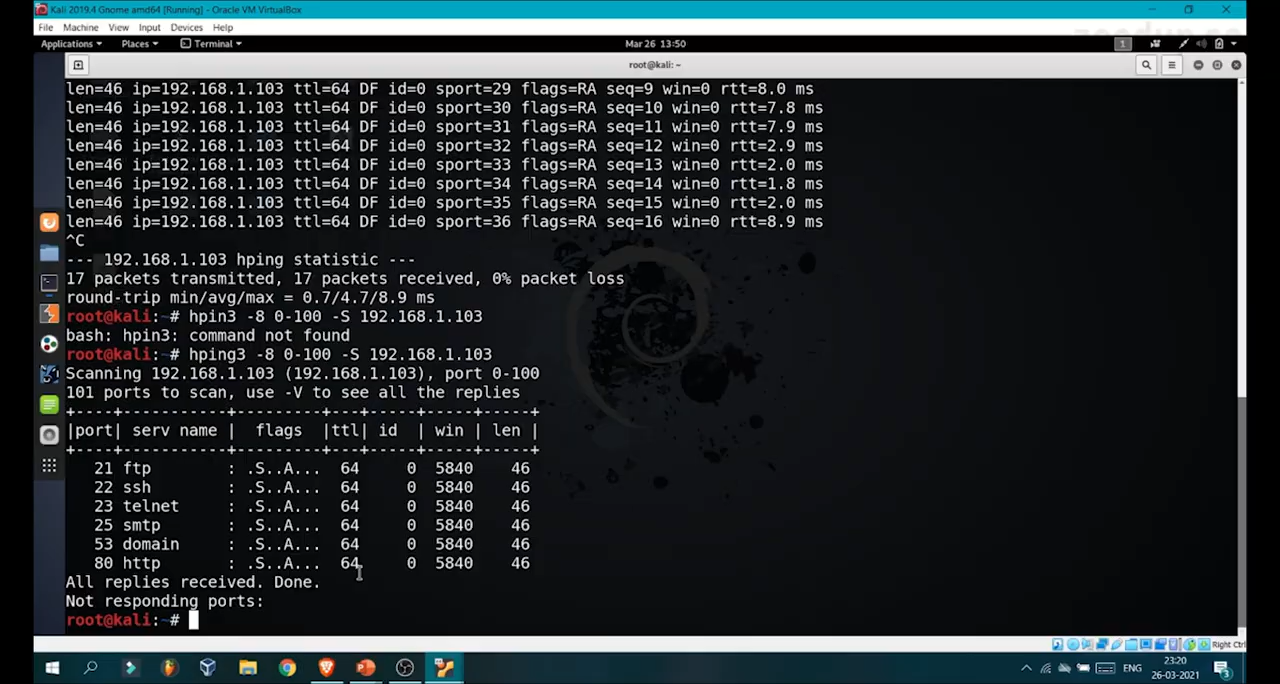 Kali 2019.4 Gnome amd64 [Running] - Oracle VM VirtualBox
File Machine View Input Devices Help
Applications Places Terminal Mar 26 13:50 1
root@kali: ~
len=46 ip=192.168.1.103 ttl=64 DF id=0 sport=29 flags=RA seq=9 win=0 rtt=8.0 ms
len=46 ip=192.168.1.103 ttl=64 DF id=0 sport=30 flags=RA seq=10 win=0 rtt=7.8 ms
len=46 ip=192.168.1.103 ttl=64 DF id=0 sport=31 flags=RA seq=11 win=0 rtt=7.9 ms
len=46 ip=192.168.1.103 ttl=64 DF id=0 sport=32 flags=RA seq=12 win=0 rtt=2.9 ms
len=46 ip=192.168.1.103 ttl=64 DF id=0 sport=33 flags=RA seq=13 win=0 rtt=2.0 ms
len=46 ip=192.168.1.103 ttl=64 DF id=0 sport=34 flags=RA seq=14 win=0 rtt=1.8 ms
len=46 ip=192.168.1.103 ttl=64 DF id=0 sport=35 flags=RA seq=15 win=0 rtt=2.0 ms
len=46 ip=192.168.1.103 ttl=64 DF id=0 sport=36 flags=RA seq=16 win=0 rtt=8.9 ms
^C
--- 192.168.1.103 hping statistic ---
17 packets transmitted, 17 packets received, 0% packet loss
round-trip min/avg/max = 0.7/4.7/8.9 ms
root@kali:~# hpin3 -8 0-100 -S 192.168.1.103
bash: hpin3: command not found
root@kali:~# hping3 -8 0-100 -S 192.168.1.103
Scanning 192.168.1.103 (192.168.1.103), port 0-100
101 ports to scan, use -V to see all the replies
+----+-----------+---------+---+-----+-----+-----+
|port| serv name |  flags  |ttl| id  | win | len |
+----+-----------+---------+---+-----+-----+-----+
21 ftp : .S..A... 64 0 5840 46
22 ssh : .S..A... 64 0 5840 46
23 telnet : .S..A... 64 0 5840 46
25 smtp : .S..A... 64 0 5840 46
53 domain : .S..A... 64 0 5840 46
80 http : .S..A... 64 0 5840 46
All replies received. Done.
Not responding ports:
root@kali:~#
Right Ctrl
ENG 23:20
26-03-2021 3